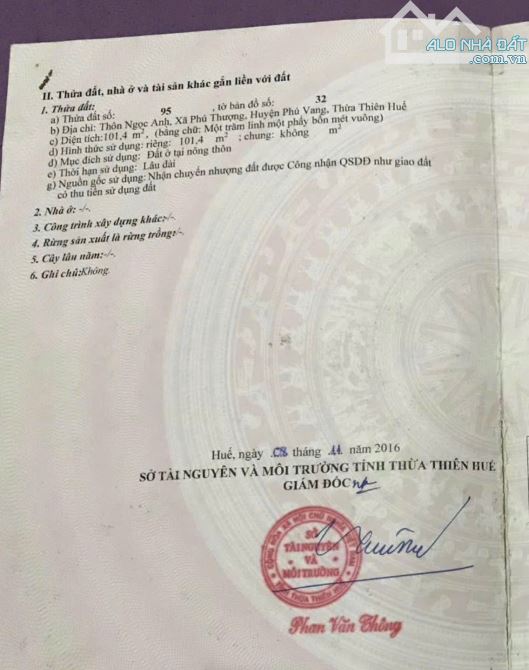 ALO NHÀ ĐẤT
.com.vn
II. Thửa đất, nhà ở và tài sản khác gắn liền với đất
1. Thửa đất:
a) Thửa đất số: 95 , tờ bản đồ số: 32
b) Địa chỉ: Thôn Ngọc Anh, Xã Phú Thượng, Huyện Phú Vang, Thừa Thiên Huế
c) Diện tích:101,4 m², (bằng chữ: Một trăm linh một phẩy bốn mét vuông)
d) Hình thức sử dụng: riêng: 101,4 m² ; chung: không m²
đ) Mục đích sử dụng: Đất ở tại nông thôn
e) Thời hạn sử dụng: Lâu dài
g) Nguồn gốc sử dụng: Nhận chuyển nhượng đất được Công nhận QSDĐ như giao đất
có thu tiền sử dụng đất
2. Nhà ở: -/-.
3. Công trình xây dựng khác:-/-.
4. Rừng sản xuất là rừng trồng:-/-.
5. Cây lâu năm:-/-.
6. Ghi chú:Không.
Huế, ngày 08 tháng 11 năm 2016
SỞ TÀI NGUYÊN VÀ MÔI TRƯỜNG TỈNH THỪA THIÊN HUẾ
GIÁM ĐỐC
SỞ
TÀI NGUYÊN
VÀ
MÔI TRƯỜNG
Phan Văn Thông